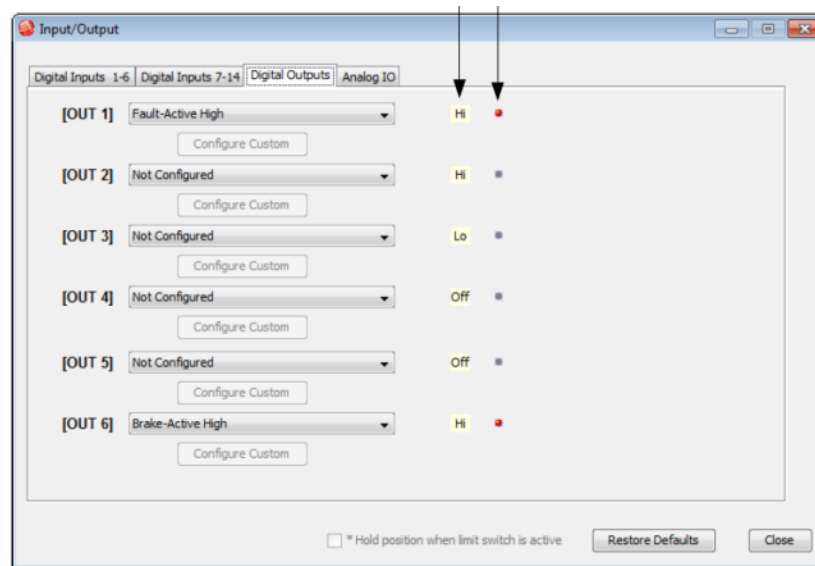 Input/Output
Digital Inputs 1-6 Digital Inputs 7-14 Digital Outputs Analog IO
[OUT 1] Fault-Active High Hi
Configure Custom
[OUT 2] Not Configured Hi
Configure Custom
[OUT 3] Not Configured Lo
Configure Custom
[OUT 4] Not Configured Off
Configure Custom
[OUT 5] Not Configured Off
Configure Custom
[OUT 6] Brake-Active High Hi
Configure Custom
* Hold position when limit switch is active Restore Defaults Close